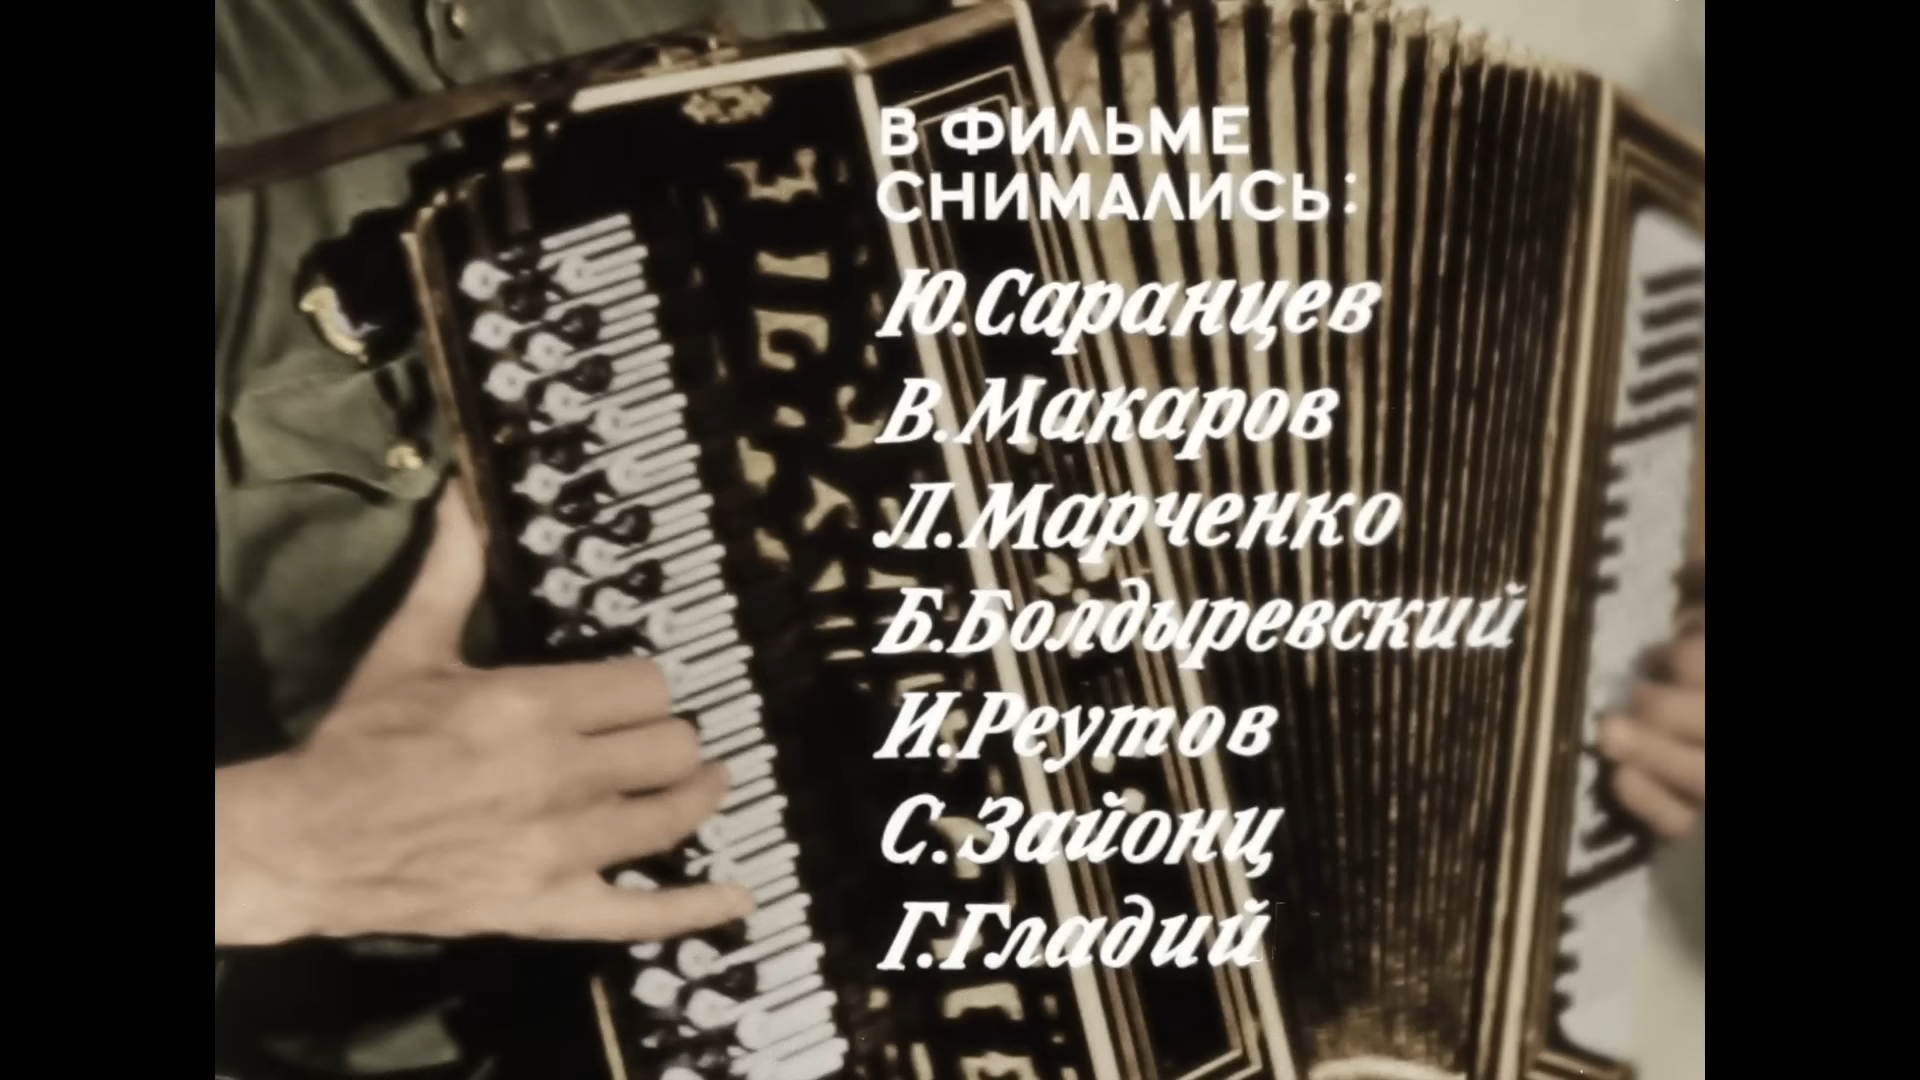 В ФИЛЬМЕ
СНИМАЛИСЬ:
Ю.Саранцев
В.Макаров
Л.Марченко
Б.Болдыревский
И.Реутов
С.Зайонц
Г.Гладий